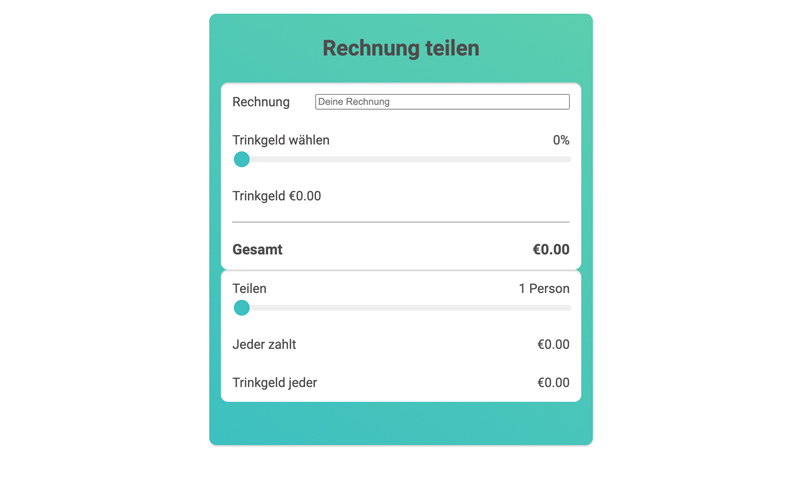 Rechnung teilen
Rechnung Deine Rechnung
Trinkgeld wählen 0%
Trinkgeld €0.00
Gesamt €0.00
Teilen 1 Person
Jeder zahlt €0.00
Trinkgeld jeder €0.00